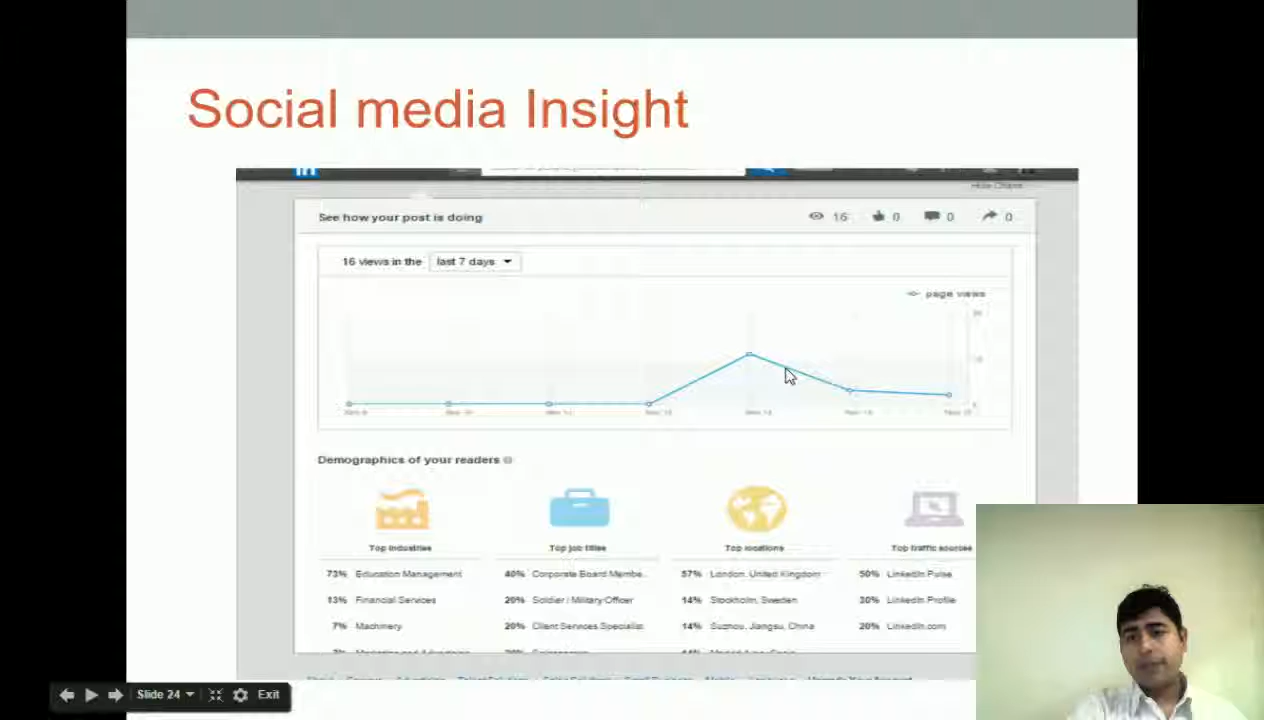 Social media Insight
in
See how your post is doing 16 0 0 0
16 views in the last 7 days
page views
Demographics of your readers
Top industries Top job titles Top locations Top traffic sources
73% Education Management 40% Corporate Board Membe.. 57% London, United Kingdom 50% LinkedIn Pulse
13% Financial Services 20% Soldier / Military Officer 14% Stockholm, Sweden 30% LinkedIn Profile
7% Machinery 20% Client Services Specialist 14% Suzhou, Jiangsu, China 20% LinkedIn.com
Slide 24 Exit